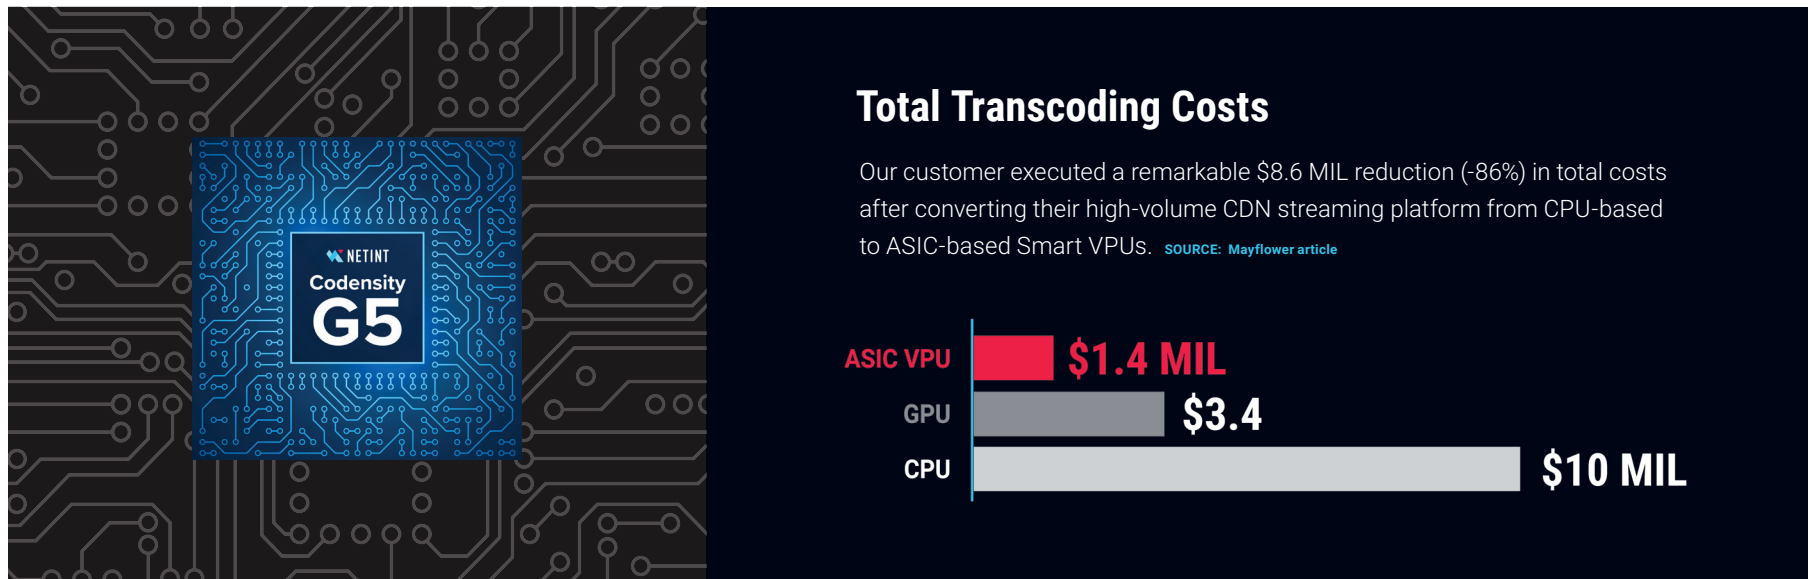 NETINT
Codensity
G5
Total Transcoding Costs
Our customer executed a remarkable $8.6 MIL reduction (-86%) in total costs
after converting their high-volume CDN streaming platform from CPU-based
to ASIC-based Smart VPUs. SOURCE: Mayflower article
ASIC VPU $1.4 MIL
GPU $3.4
CPU $10 MIL